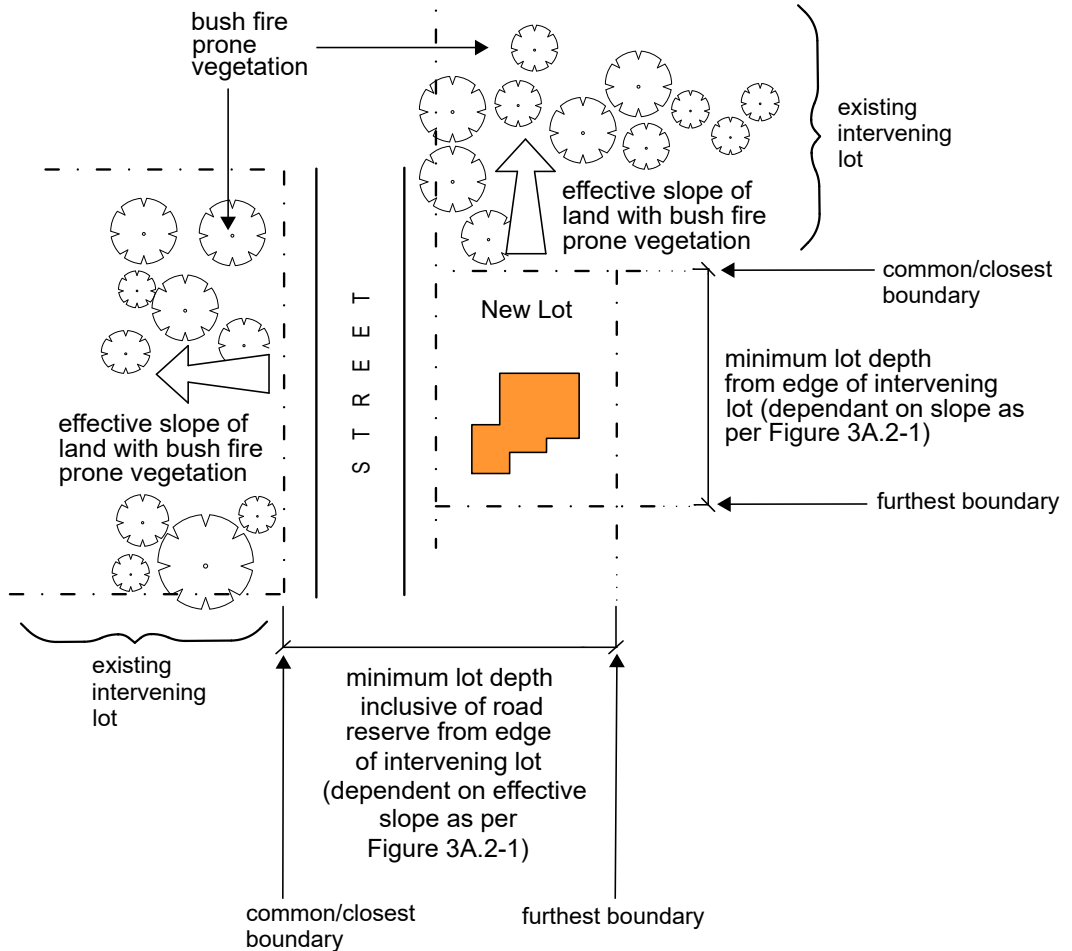 bush fire
prone
vegetation
existing
intervening
lot
effective slope of
land with bush fire
prone vegetation
common/closest
boundary
New Lot
STREET
minimum lot depth
from edge of intervening
lot (dependant on slope as
per Figure 3A.2-1)
effective slope of
land with bush fire
prone vegetation
furthest boundary
existing
intervening
lot
minimum lot depth
inclusive of road
reserve from edge
of intervening lot
(dependent on effective
slope as per
Figure 3A.2-1)
common/closest
boundary
furthest boundary